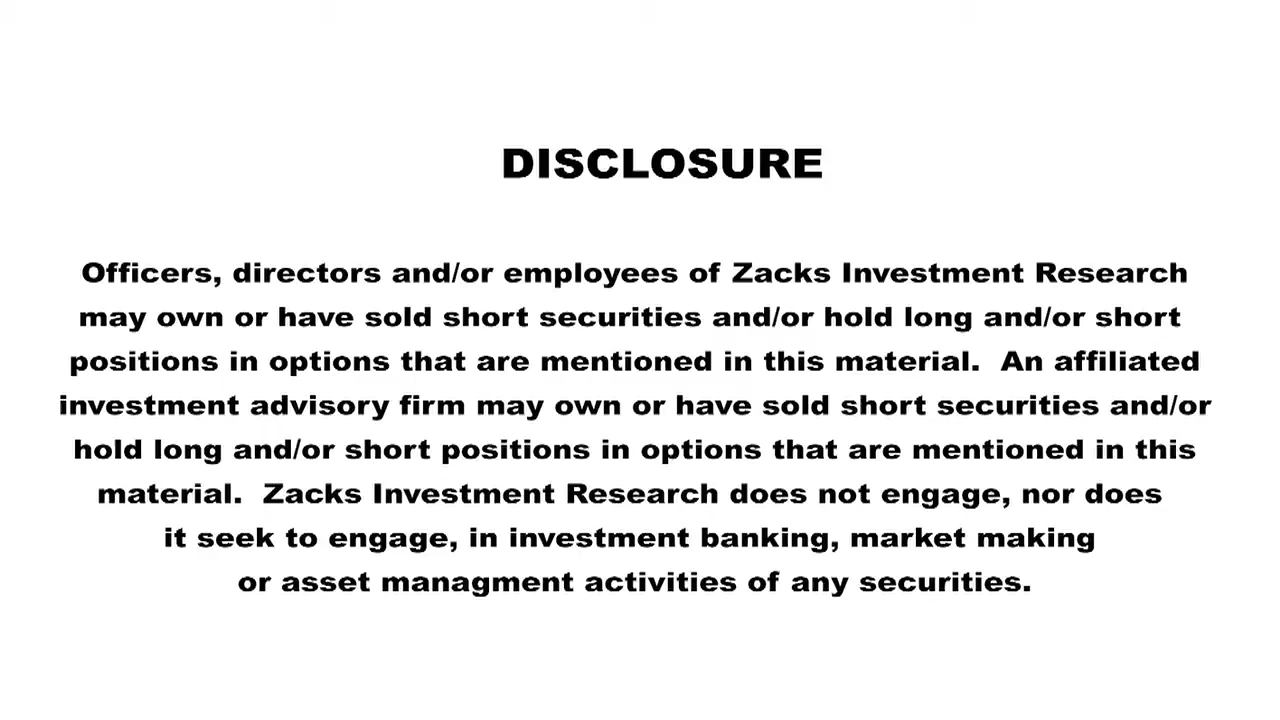 DISCLOSURE
Officers, directors and/or employees of Zacks Investment Research
may own or have sold short securities and/or hold long and/or short
positions in options that are mentioned in this material.  An affiliated
investment advisory firm may own or have sold short securities and/or
hold long and/or short positions in options that are mentioned in this
material.  Zacks Investment Research does not engage, nor does
it seek to engage, in investment banking, market making
or asset managment activities of any securities.